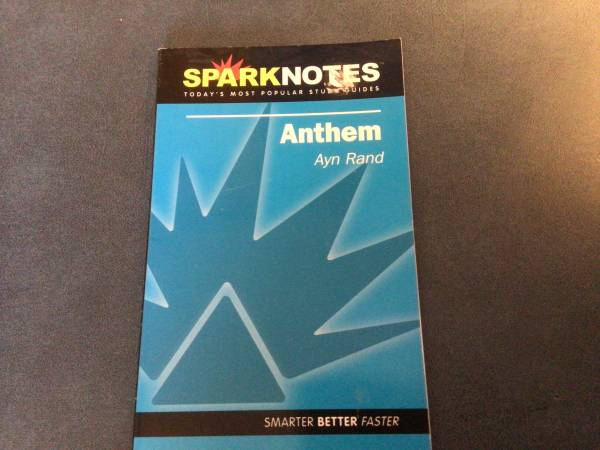 SPARKNOTES
TODAY'S MOST POPULAR STUDY GUIDES
Anthem
Ayn Rand
SMARTER BETTER FASTER